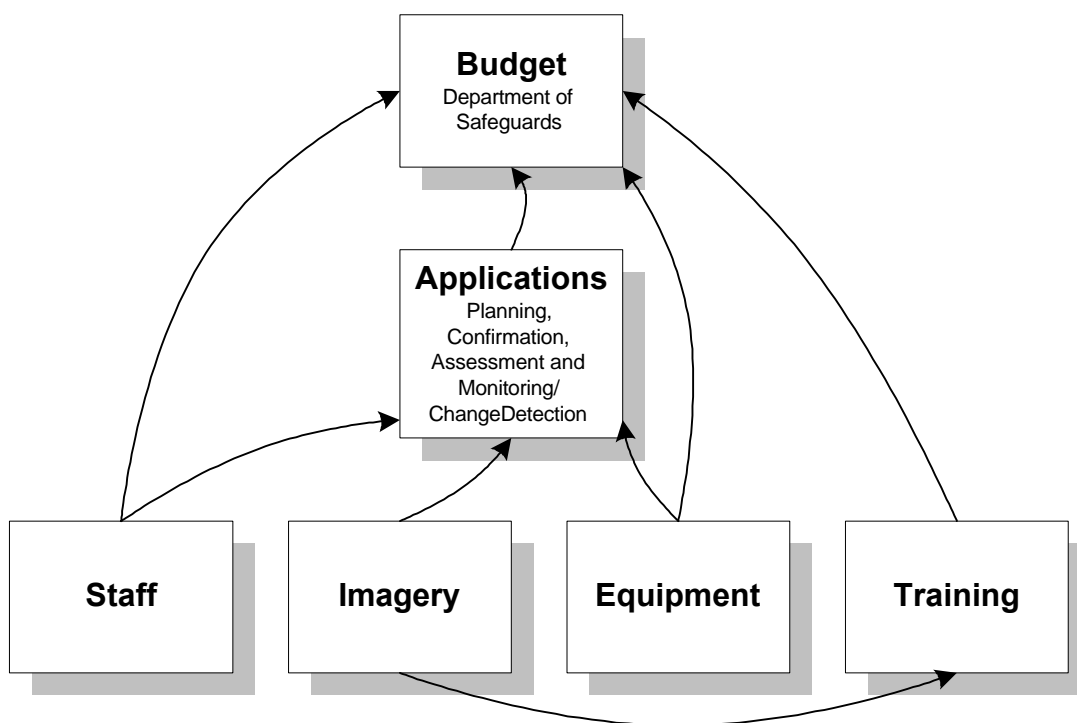 Budget
Department of
Safeguards
Applications
Planning,
Confirmation,
Assessment and
Monitoring/
ChangeDetection
Staff
Imagery
Equipment
Training